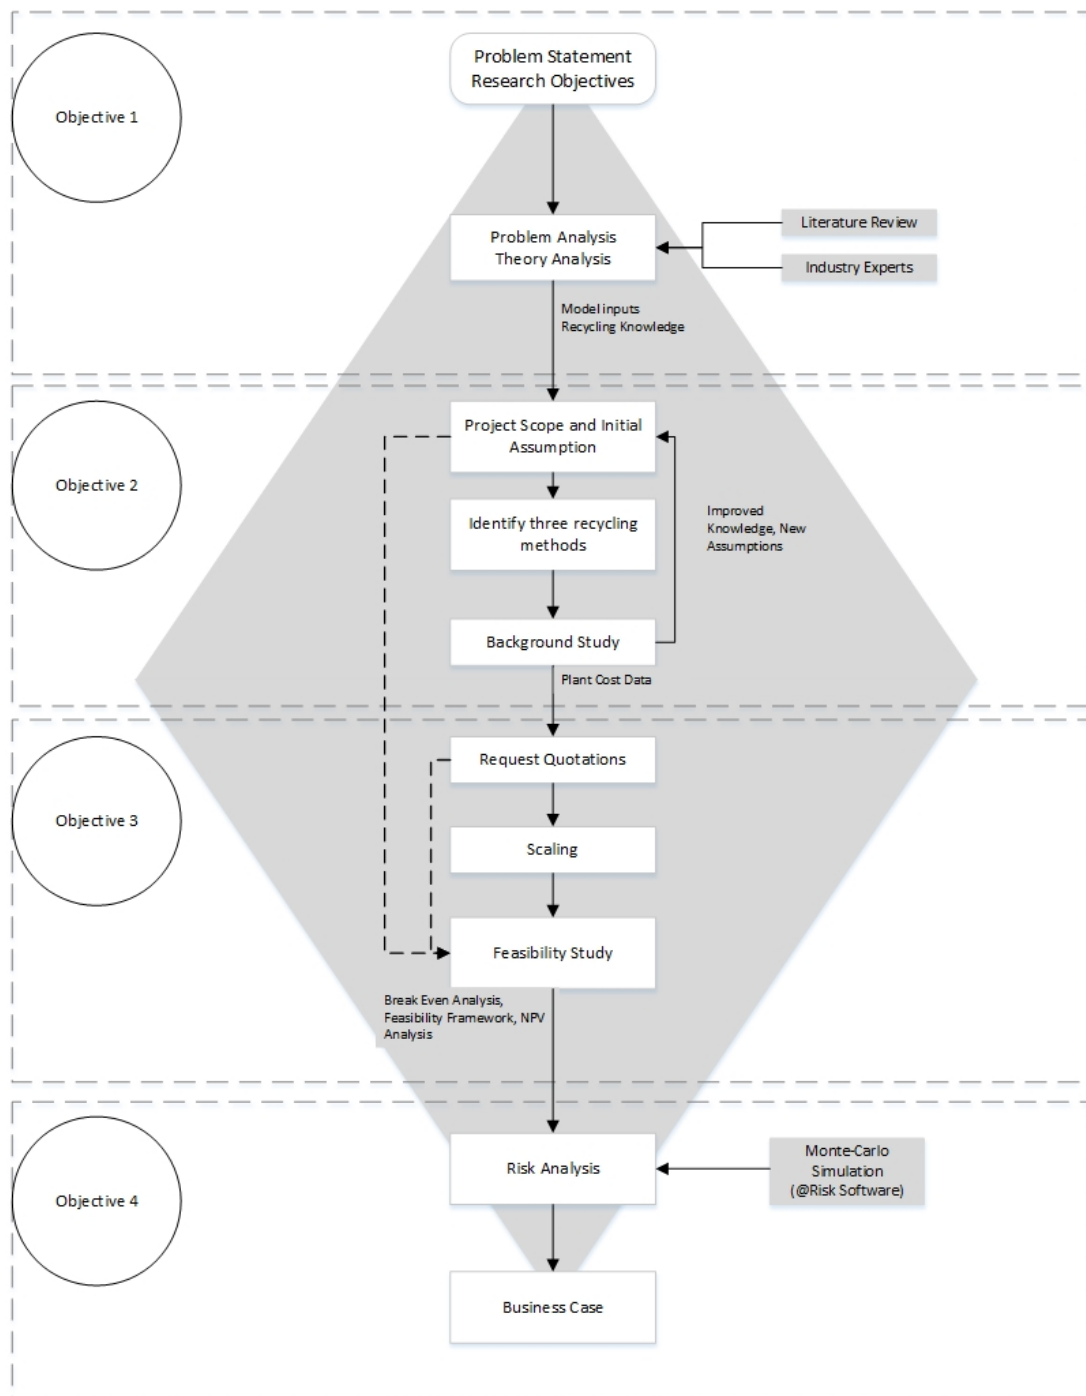 Problem Statement
Research Objectives
Objective 1
Problem Analysis
Theory Analysis
Literature Review
Industry Experts
Model inputs
Recycling Knowledge
Project Scope and Initial
Assumption
Objective 2
Identify three recycling
methods
Improved
Knowledge, New
Assumptions
Background Study
Plant Cost Data
Request Quotations
Objective 3
Scaling
Feasibility Study
Break Even Analysis,
Feasibility Framework, NPV
Analysis
Risk Analysis
Monte-Carlo
Simulation
(@Risk Software)
Objective 4
Business Case